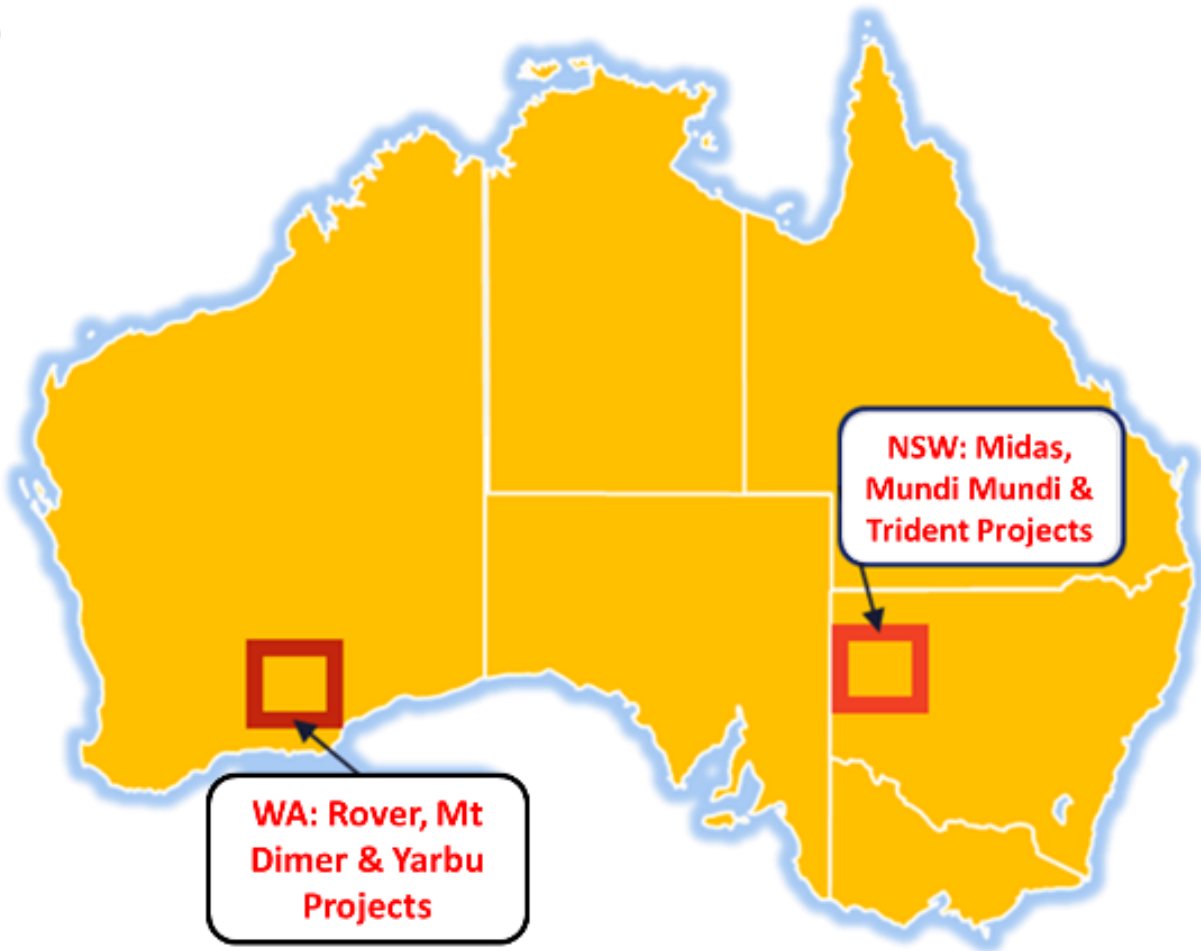 NSW: Midas,
Mundi Mundi &
Trident Projects
WA: Rover, Mt
Dimer & Yarbu
Projects